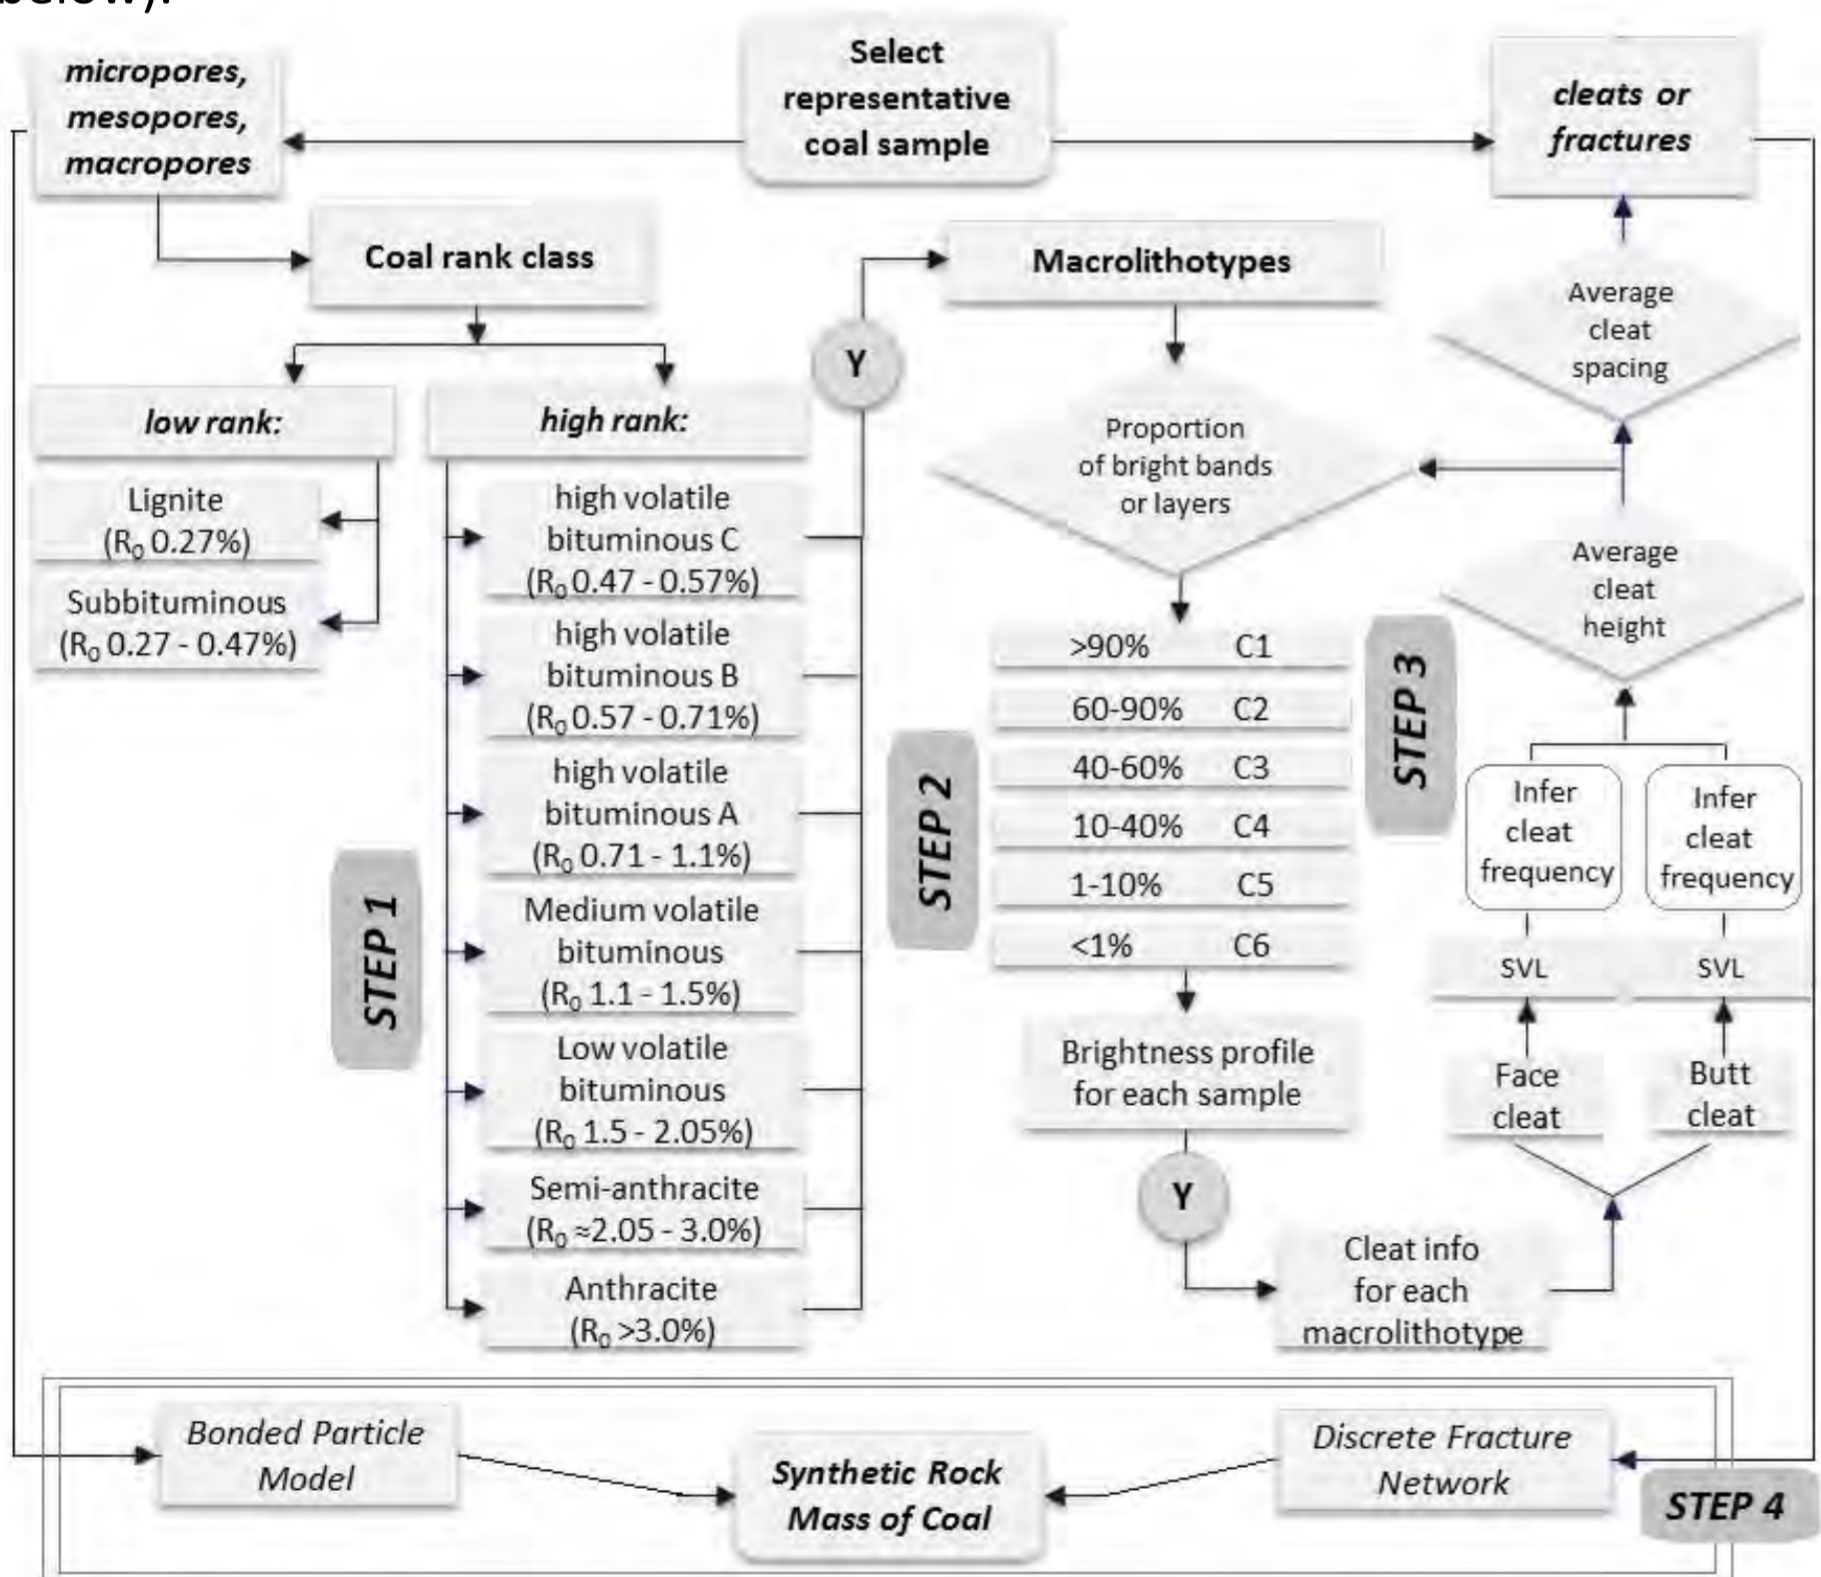 below).
micropores,
mesopores,
macropores
Select
representative
coal sample
cleats or
fractures
Coal rank class
Macrolithotypes
Y
Average
cleat
spacing
low rank:
high rank:
Proportion
of bright bands
or layers
Lignite
(R₀ 0.27%)
Subbituminous
(R₀ 0.27 - 0.47%)
high volatile
bituminous C
(R₀ 0.47 - 0.57%)
high volatile
bituminous B
(R₀ 0.57 - 0.71%)
high volatile
bituminous A
(R₀ 0.71 - 1.1%)
Medium volatile
bituminous
(R₀ 1.1 - 1.5%)
Low volatile
bituminous
(R₀ 1.5 - 2.05%)
Semi-anthracite
(R₀ ≈2.05 - 3.0%)
Anthracite
(R₀ >3.0%)
STEP 1
STEP 2
>90% C1
60-90% C2
40-60% C3
10-40% C4
1-10% C5
<1% C6
Brightness profile
for each sample
Y
Cleat info
for each
macrolithotype
STEP 3
Average
cleat
height
Infer
cleat
frequency
Infer
cleat
frequency
SVL
SVL
Face
cleat
Butt
cleat
Bonded Particle
Model
Synthetic Rock
Mass of Coal
Discrete Fracture
Network
STEP 4